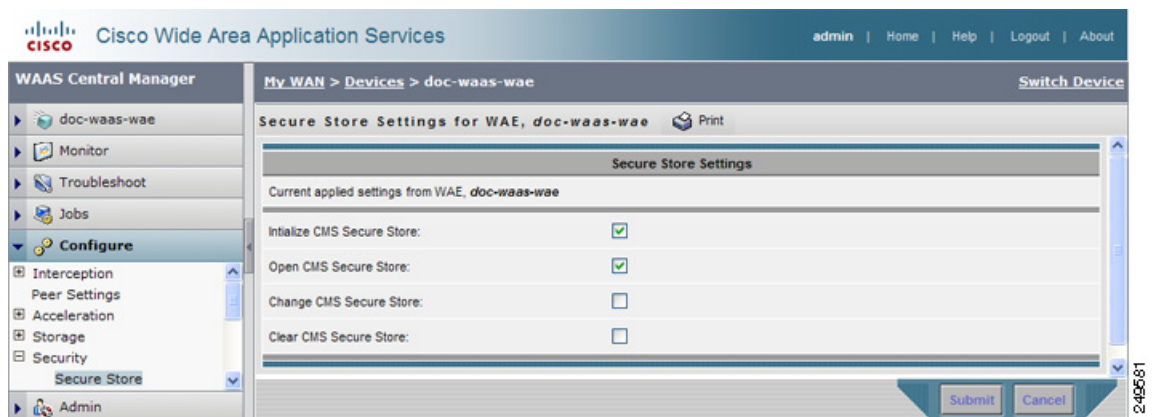 CISCO
Cisco Wide Area Application Services
admin | Home | Help | Logout | About
WAAS Central Manager
My WAN > Devices > doc-waas-wae
Switch Device
doc-waas-wae
Monitor
Troubleshoot
Jobs
Configure
Interception
Peer Settings
Acceleration
Storage
Security
Secure Store
Admin
Secure Store Settings for WAE, doc-waas-wae
Print
Secure Store Settings
Current applied settings from WAE, doc-waas-wae
Intialize CMS Secure Store:
Open CMS Secure Store:
Change CMS Secure Store:
Clear CMS Secure Store:
Submit
Cancel
249581